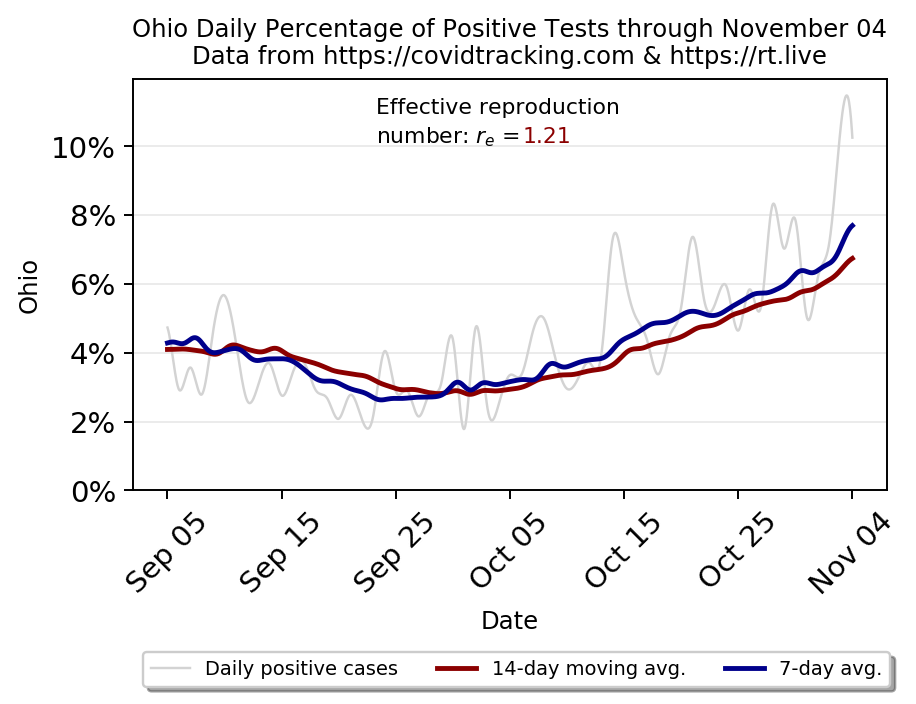 Ohio Daily Percentage of Positive Tests through November 04
Data from https://covidtracking.com & https://rt.live
Effective reproduction
number: rₑ = 1.21
10%
8%
6%
4%
2%
0%
Ohio
Sep 05
Sep 15
Sep 25
Oct 05
Oct 15
Oct 25
Nov 04
Date
Daily positive cases
14-day moving avg.
7-day avg.